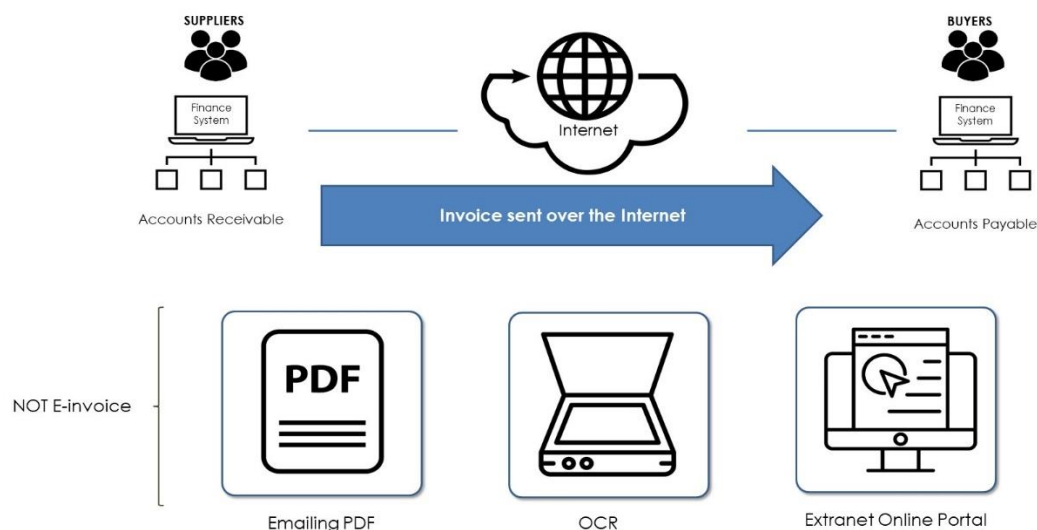 SUPPLIERS
BUYERS
Finance
System
Internet
Finance
System
Accounts Receivable
Invoice sent over the Internet
Accounts Payable
NOT E-invoice
PDF
Emailing PDF
OCR
Extranet Online Portal